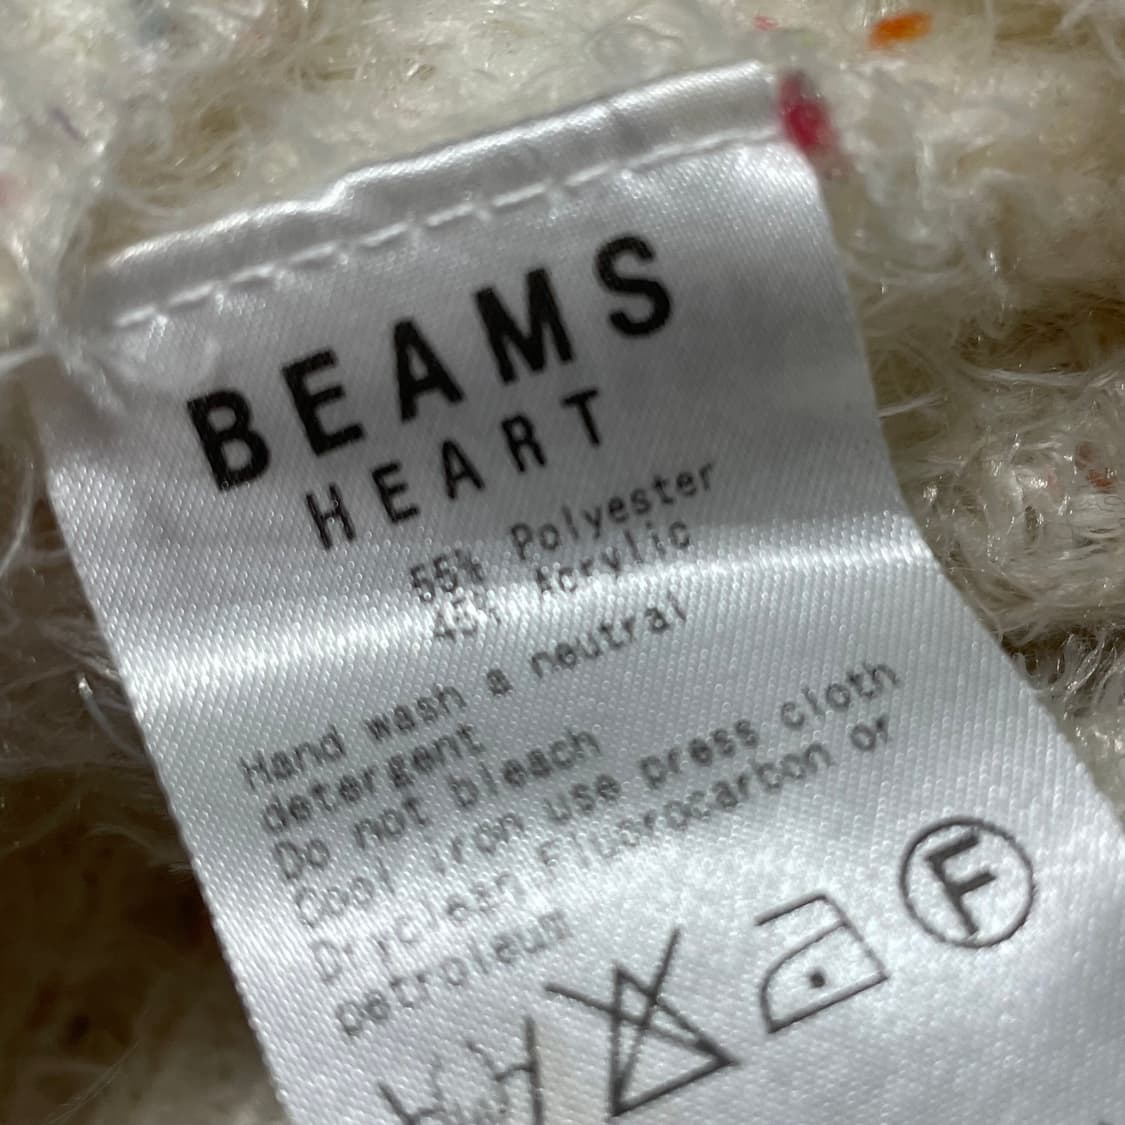 BEAMS
HEART
55% Polyester
45% Acrylic
Hand wash a neutral
detergent
Do not bleach
Cool iron use press cloth
Dryclean Fluorocarbon or
petroleum
F